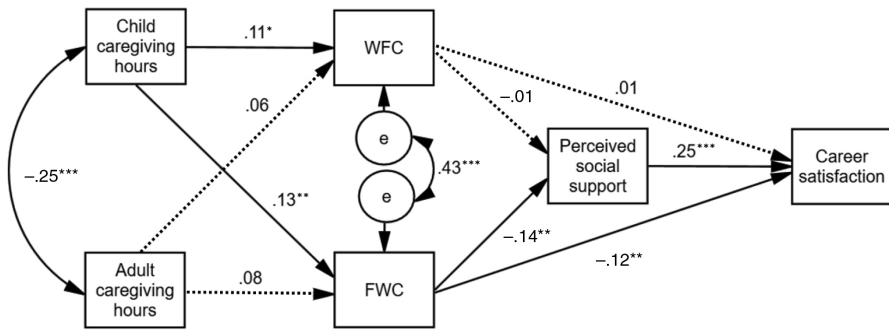 Child
caregiving
hours
.11*
WFC
.06
–.01
.01
e
.43***
e
Perceived
social
support
.25***
Career
satisfaction
–.25***
.13**
–.14**
–.12**
Adult
caregiving
hours
.08
FWC